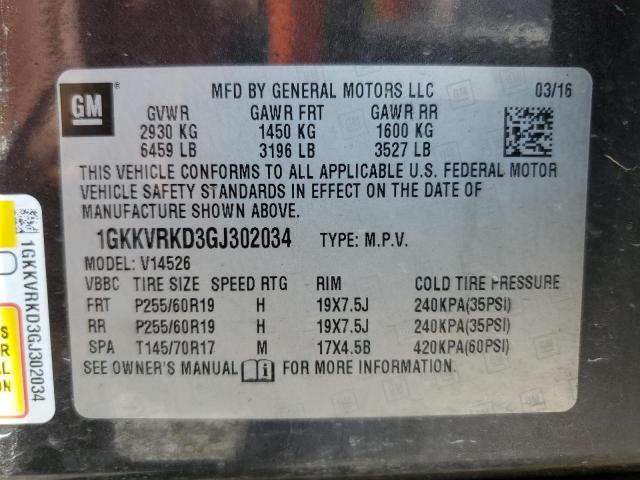 GM
MFD BY GENERAL MOTORS LLC 03/16
GVWR GAWR FRT GAWR RR
2930 KG 1450 KG 1600 KG
6459 LB 3196 LB 3527 LB
THIS VEHICLE CONFORMS TO ALL APPLICABLE U.S. FEDERAL MOTOR
VEHICLE SAFETY STANDARDS IN EFFECT ON THE DATE OF
MANUFACTURE SHOWN ABOVE.
1GKKVRKD3GJ302034 TYPE: M.P.V.
MODEL: V14526
VBBC TIRE SIZE SPEED RTG RIM COLD TIRE PRESSURE
FRT P255/60R19 H 19X7.5J 240KPA(35PSI)
RR P255/60R19 H 19X7.5J 240KPA(35PSI)
SPA T145/70R17 M 17X4.5B 420KPA(60PSI)
SEE OWNER'S MANUAL FOR MORE INFORMATION.
1GKKVRKD3GJ302034